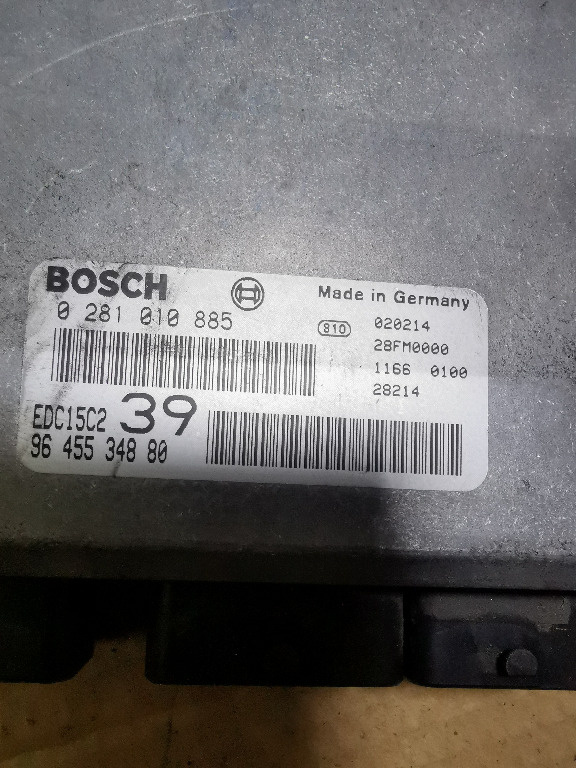 BOSCH
Made in Germany
0 281 010 885
S10 020214
28FM0000
1166 0100
28214
EDC15C2 39
96 455 348 80